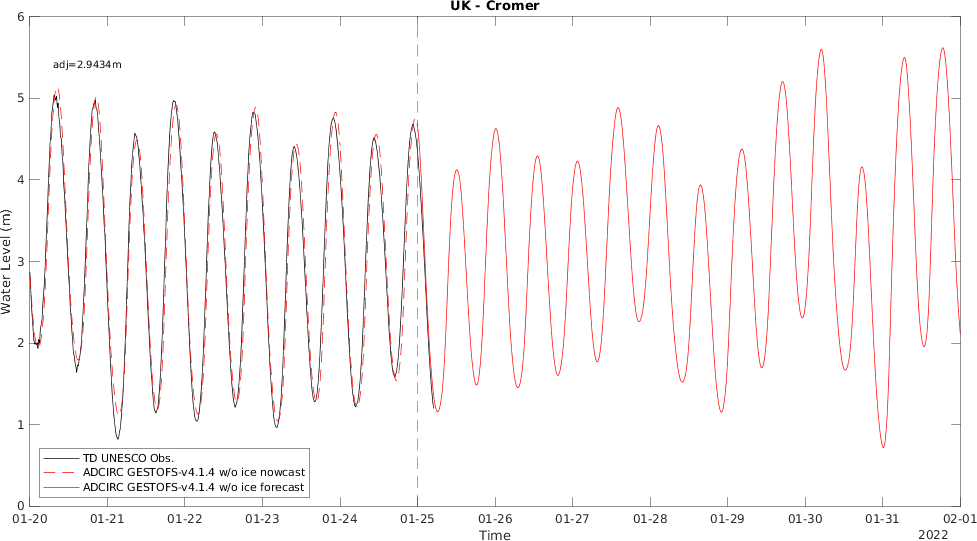 UK - Cromer
adj=2.9434m
Water Level (m)
6
5
4
3
2
1
0
TD UNESCO Obs.
ADCIRC GESTOFS-v4.1.4 w/o ice nowcast
ADCIRC GESTOFS-v4.1.4 w/o ice forecast
01-20 01-21 01-22 01-23 01-24 01-25 01-26 01-27 01-28 01-29 01-30 01-31 02-01
Time
2022